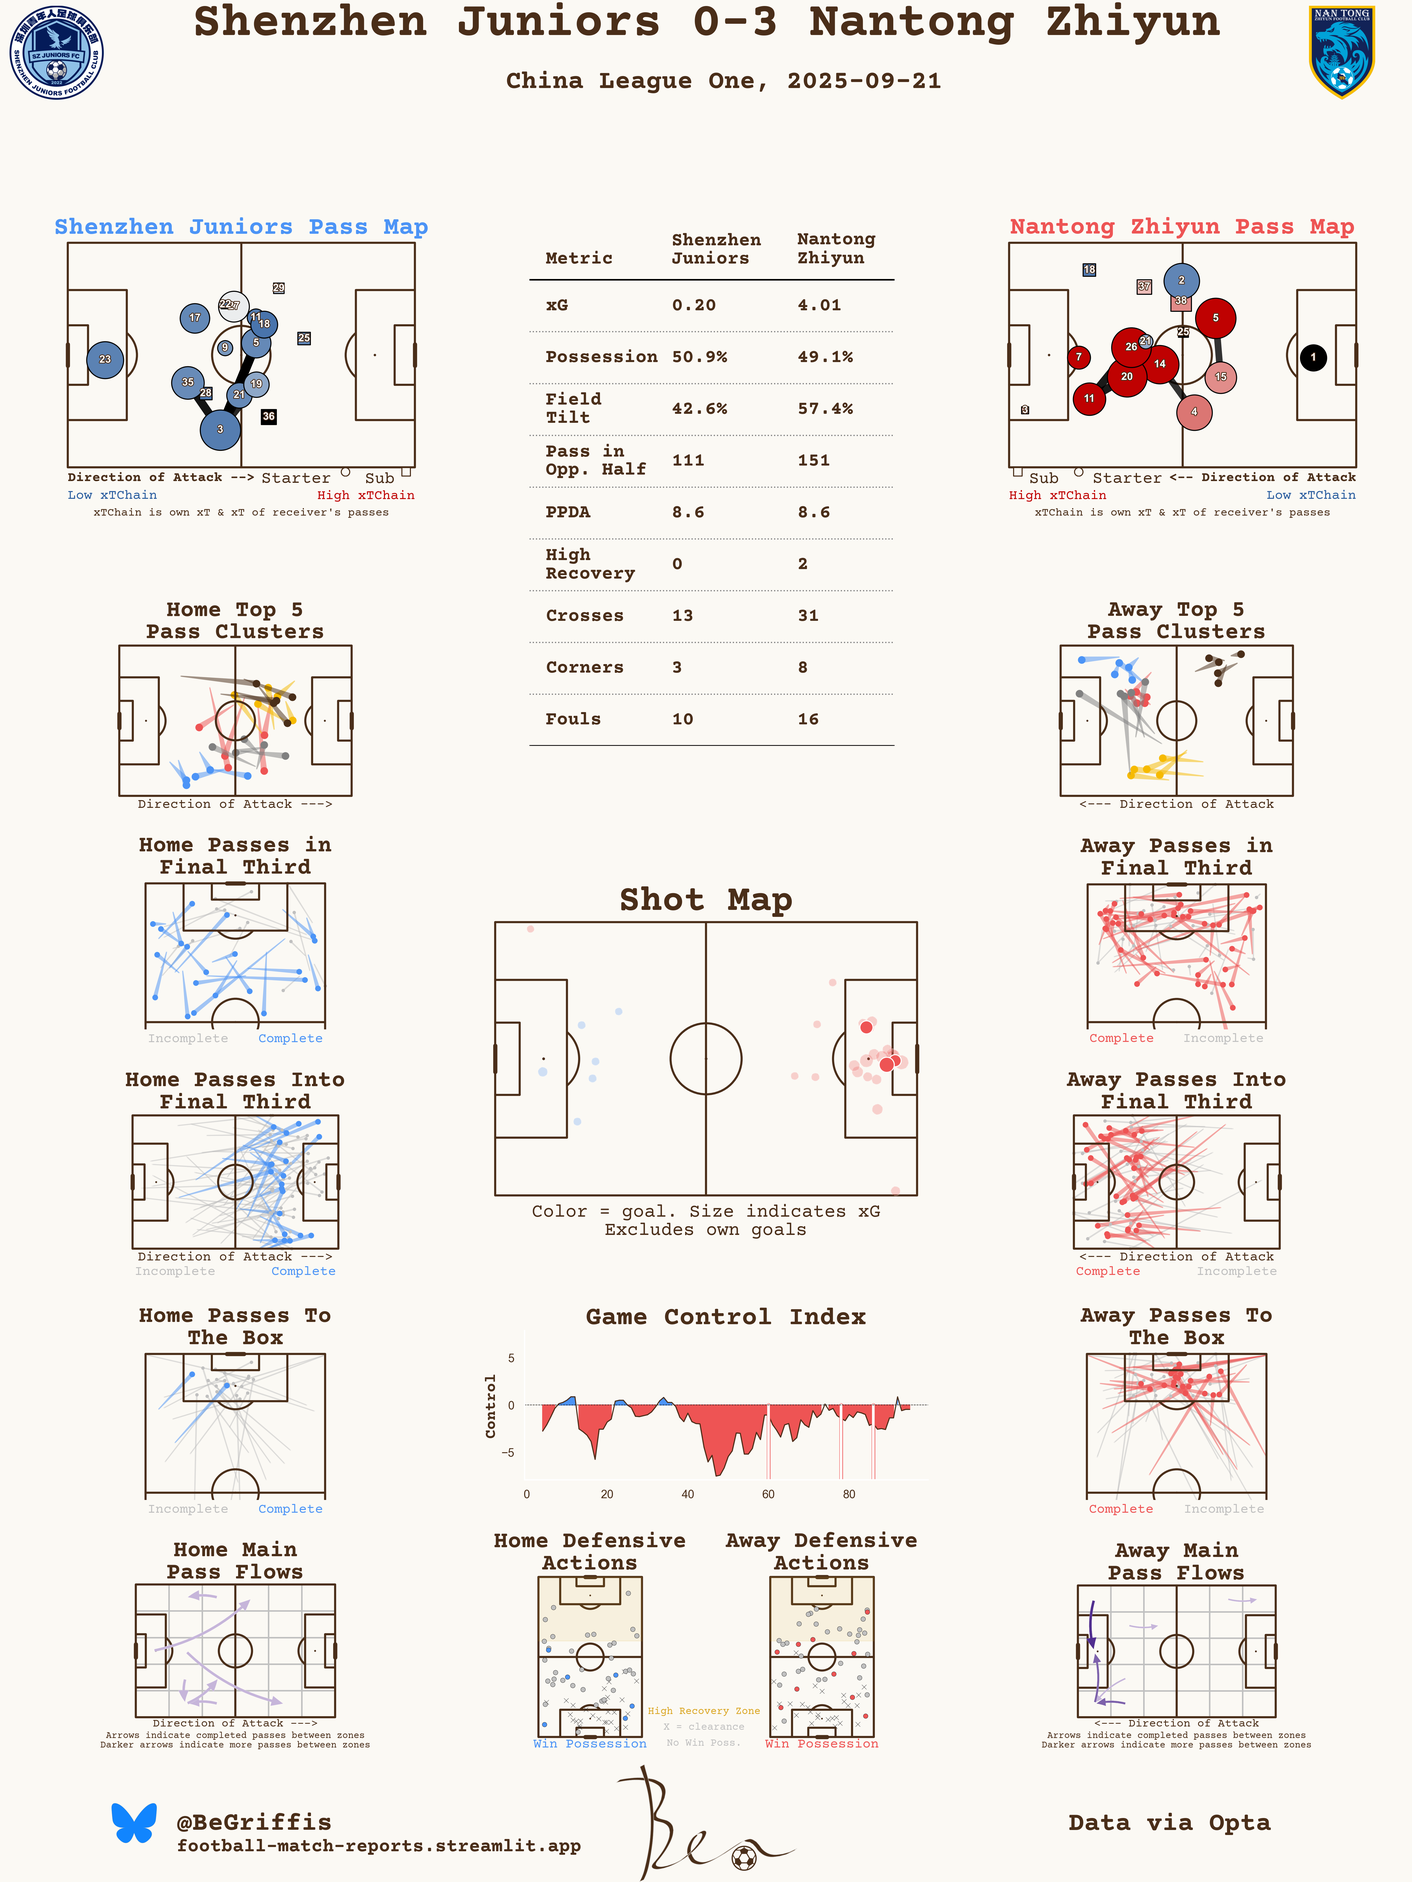 Shenzhen Juniors 0-3 Nantong Zhiyun
China League One, 2025-09-21
SZ JUNIORS FC
SHENZHEN JUNIORS FOOTBALL CLUB
NAN TONG
ZHIYUN FOOTBALL CLUB
Shenzhen Juniors Pass Map
23
17
22
27
29
11
18
5
9
25
35
28
21
19
3
36
Direction of Attack --> Starter Sub
Low xTChain High xTChain
xTChain is own xT & xT of receiver's passes
Metric Shenzhen Juniors Nantong Zhiyun
xG 0.20 4.01
Possession 50.9% 49.1%
Field Tilt 42.6% 57.4%
Pass in Opp. Half 111 151
PPDA 8.6 8.6
High Recovery 0 2
Crosses 13 31
Corners 3 8
Fouls 10 16
Nantong Zhiyun Pass Map
18
37
2
38
5
25
21
26
7
14
1
20
15
11
4
3
Sub Starter <-- Direction of Attack
High xTChain Low xTChain
xTChain is own xT & xT of receiver's passes
Home Top 5
Pass Clusters
Direction of Attack --->
Away Top 5
Pass Clusters
<--- Direction of Attack
Home Passes in
Final Third
Incomplete Complete
Away Passes in
Final Third
Complete Incomplete
Shot Map
Color = goal. Size indicates xG
Excludes own goals
Home Passes Into
Final Third
Direction of Attack --->
Incomplete Complete
Away Passes Into
Final Third
<--- Direction of Attack
Complete Incomplete
Home Passes To
The Box
Incomplete Complete
Game Control Index
Control
5
0
−5
0 20 40 60 80
Away Passes To
The Box
Complete Incomplete
Home Main
Pass Flows
Direction of Attack --->
Arrows indicate completed passes between zones
Darker arrows indicate more passes between zones
Home Defensive
Actions
Win Possession
High Recovery Zone
X = clearance
No Win Poss.
Away Defensive
Actions
Win Possession
Away Main
Pass Flows
<--- Direction of Attack
Arrows indicate completed passes between zones
Darker arrows indicate more passes between zones
@BeGriffis
football-match-reports.streamlit.app
Ben
Data via Opta